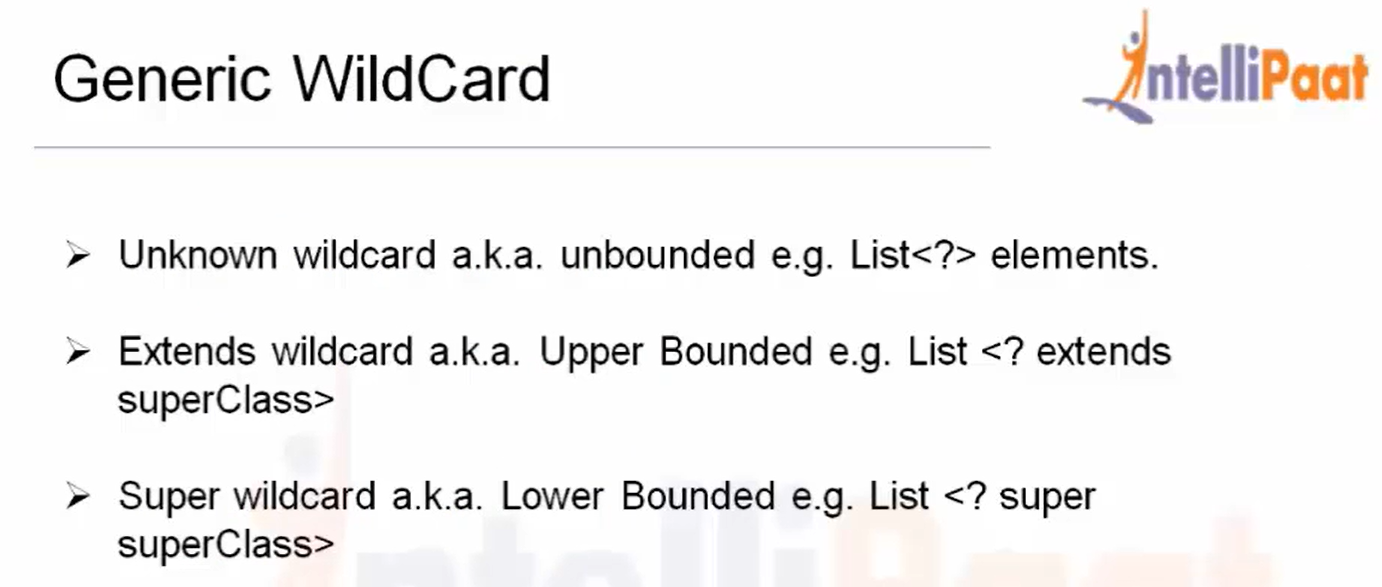 Generic WildCard
IntelliPaat
➢ Unknown wildcard a.k.a. unbounded e.g. List<?> elements.
➢ Extends wildcard a.k.a. Upper Bounded e.g. List <? extends
superClass>
➢ Super wildcard a.k.a. Lower Bounded e.g. List <? super
superClass>
IntelliPaat